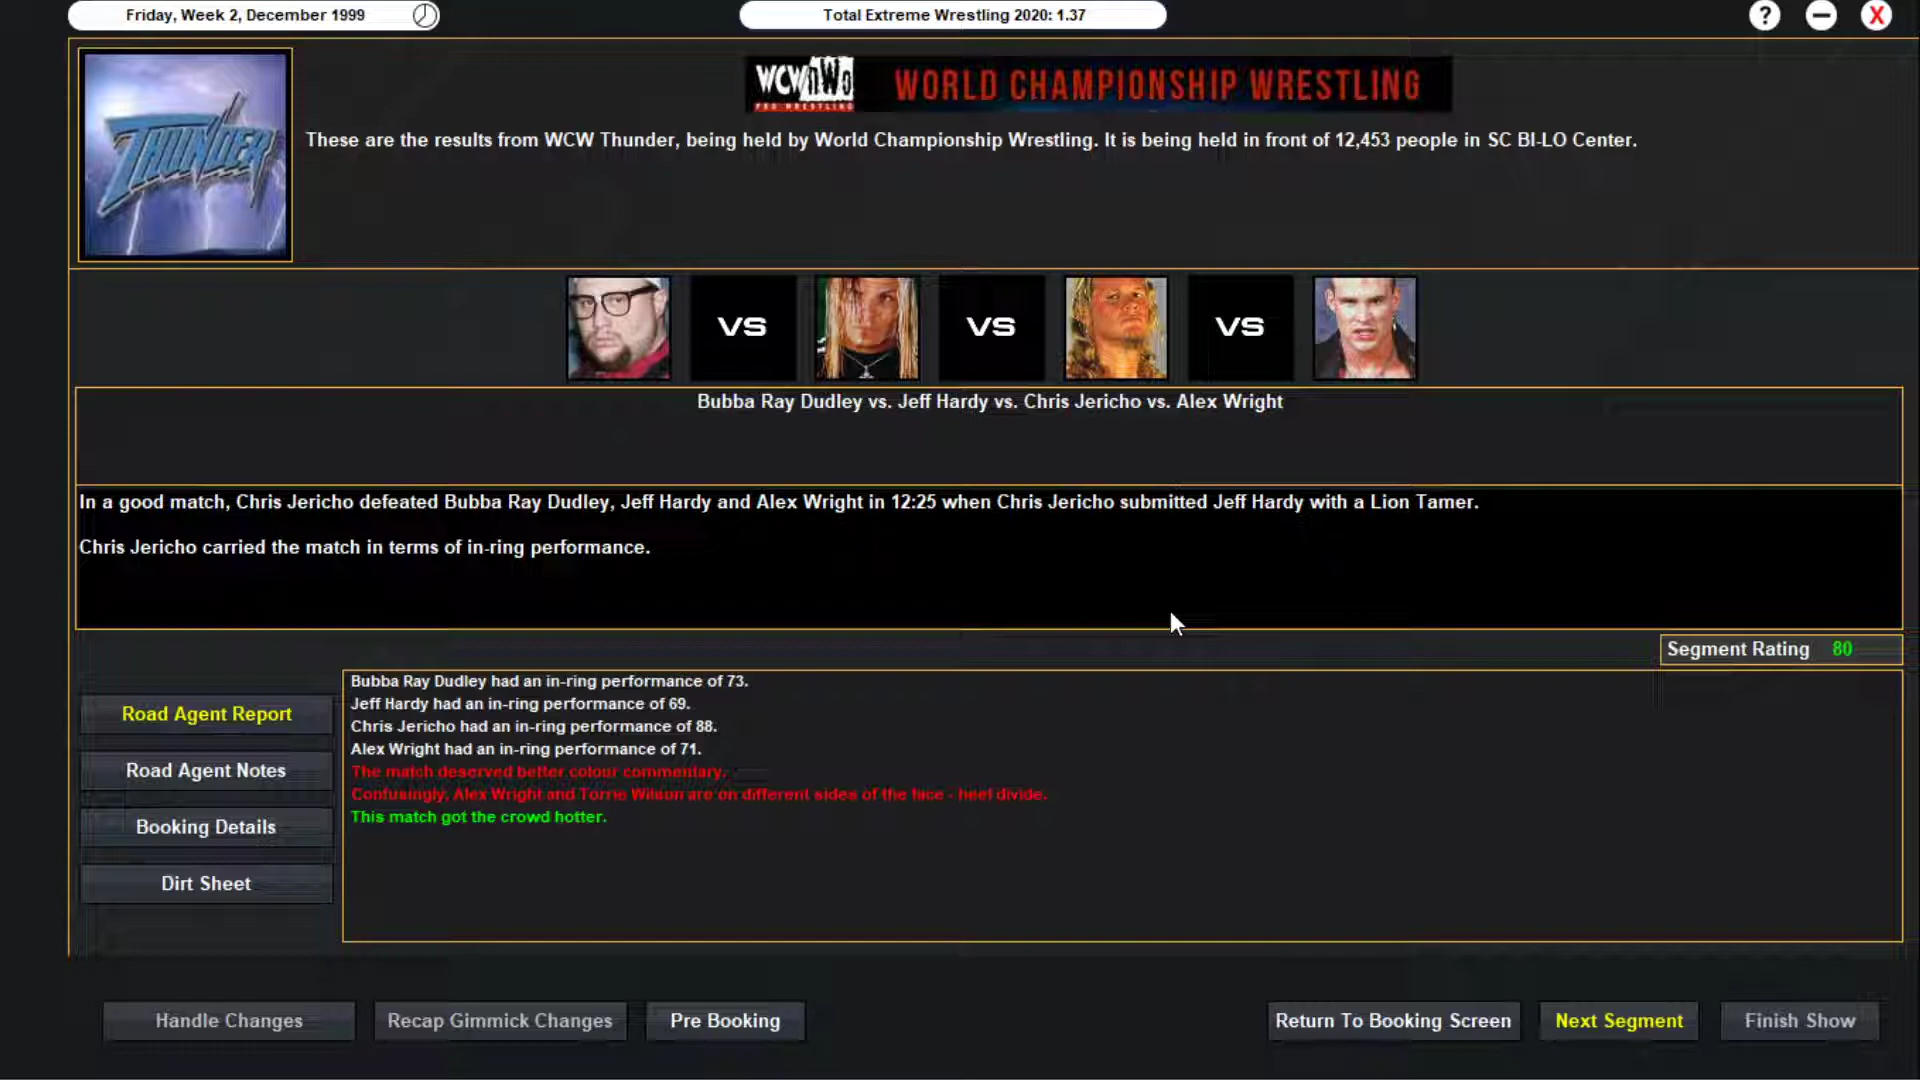 Friday, Week 2, December 1999
Total Extreme Wrestling 2020: 1.37
?
X
THUNDER
WCW nWo
PRO WRESTLING
WORLD CHAMPIONSHIP WRESTLING
These are the results from WCW Thunder, being held by World Championship Wrestling. It is being held in front of 12,453 people in SC BI-LO Center.
VS
VS
VS
Bubba Ray Dudley vs. Jeff Hardy vs. Chris Jericho vs. Alex Wright
In a good match, Chris Jericho defeated Bubba Ray Dudley, Jeff Hardy and Alex Wright in 12:25 when Chris Jericho submitted Jeff Hardy with a Lion Tamer.
Chris Jericho carried the match in terms of in-ring performance.
Segment Rating 80
Road Agent Report
Road Agent Notes
Booking Details
Dirt Sheet
Bubba Ray Dudley had an in-ring performance of 73.
Jeff Hardy had an in-ring performance of 69.
Chris Jericho had an in-ring performance of 88.
Alex Wright had an in-ring performance of 71.
The match deserved better colour commentary.
Confusingly, Alex Wright and Torrie Wilson are on different sides of the face - heel divide.
This match got the crowd hotter.
Handle Changes
Recap Gimmick Changes
Pre Booking
Return To Booking Screen
Next Segment
Finish Show